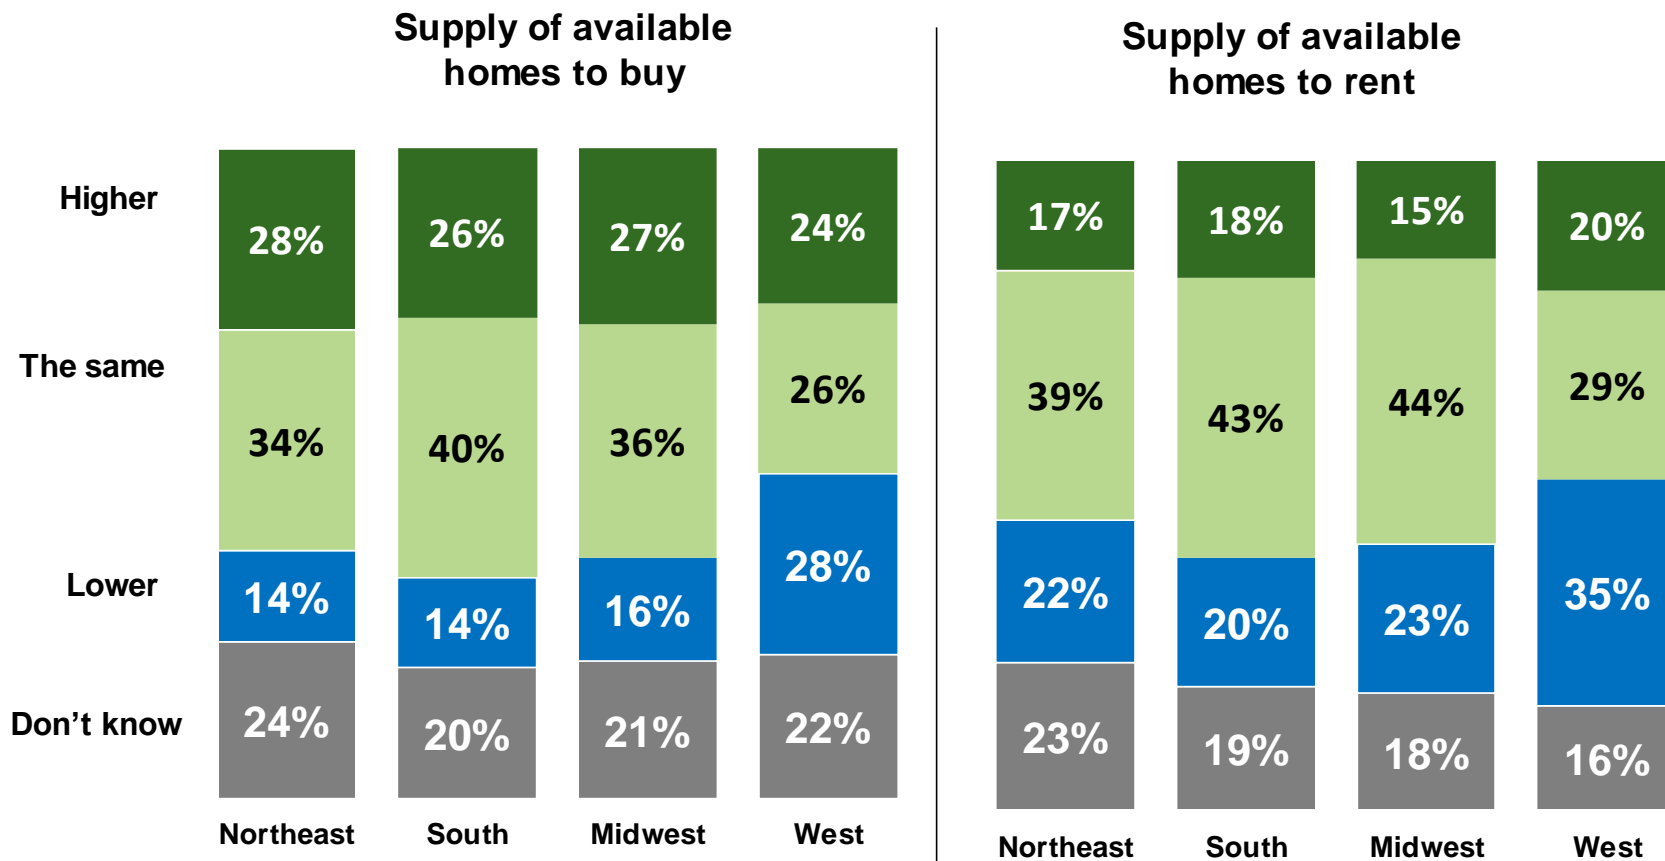 Supply of available
homes to buy
Supply of available
homes to rent
Higher
28%
26%
27%
24%
17%
18%
15%
20%
The same
34%
40%
36%
26%
39%
43%
44%
29%
Lower
14%
14%
16%
28%
22%
20%
23%
35%
Don’t know
24%
20%
21%
22%
23%
19%
18%
16%
Northeast
South
Midwest
West
Northeast
South
Midwest
West